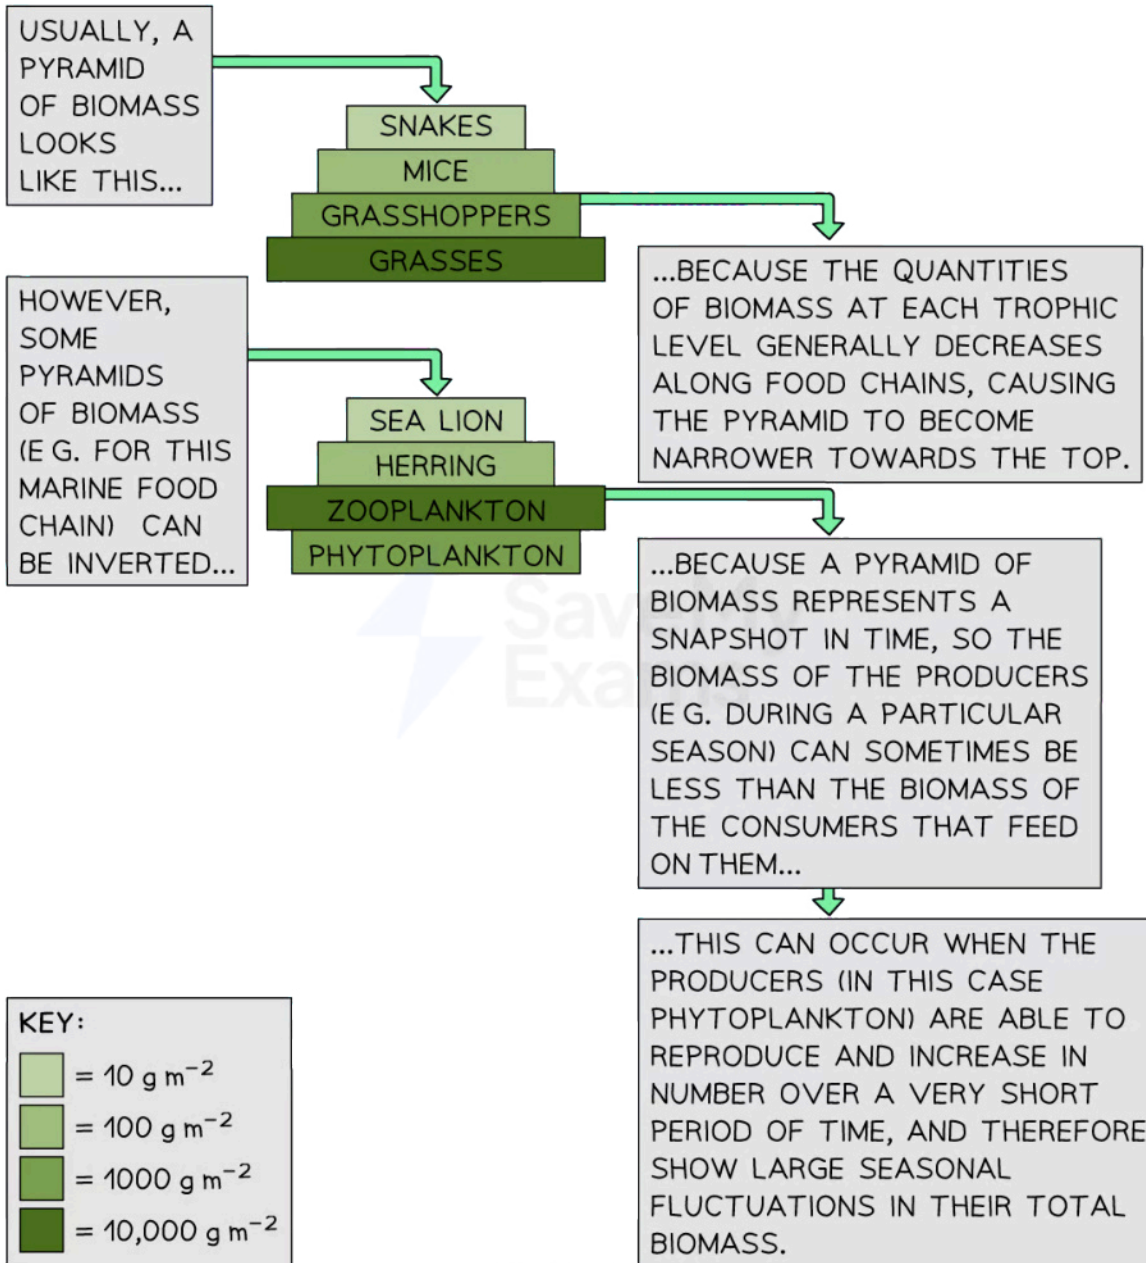 USUALLY, A
PYRAMID
OF BIOMASS
LOOKS
LIKE THIS...
SNAKES
MICE
GRASSHOPPERS
GRASSES
...BECAUSE THE QUANTITIES
OF BIOMASS AT EACH TROPHIC
LEVEL GENERALLY DECREASES
ALONG FOOD CHAINS, CAUSING
THE PYRAMID TO BECOME
NARROWER TOWARDS THE TOP.
HOWEVER,
SOME
PYRAMIDS
OF BIOMASS
(E G. FOR THIS
MARINE FOOD
CHAIN) CAN
BE INVERTED...
SEA LION
HERRING
ZOOPLANKTON
PHYTOPLANKTON
...BECAUSE A PYRAMID OF
BIOMASS REPRESENTS A
SNAPSHOT IN TIME, SO THE
BIOMASS OF THE PRODUCERS
(E G. DURING A PARTICULAR
SEASON) CAN SOMETIMES BE
LESS THAN THE BIOMASS OF
THE CONSUMERS THAT FEED
ON THEM...
...THIS CAN OCCUR WHEN THE
PRODUCERS (IN THIS CASE
PHYTOPLANKTON) ARE ABLE TO
REPRODUCE AND INCREASE IN
NUMBER OVER A VERY SHORT
PERIOD OF TIME, AND THEREFORE
SHOW LARGE SEASONAL
FLUCTUATIONS IN THEIR TOTAL
BIOMASS.
KEY:
= 10 g m⁻²
= 100 g m⁻²
= 1000 g m⁻²
= 10,000 g m⁻²
Save My
Exams